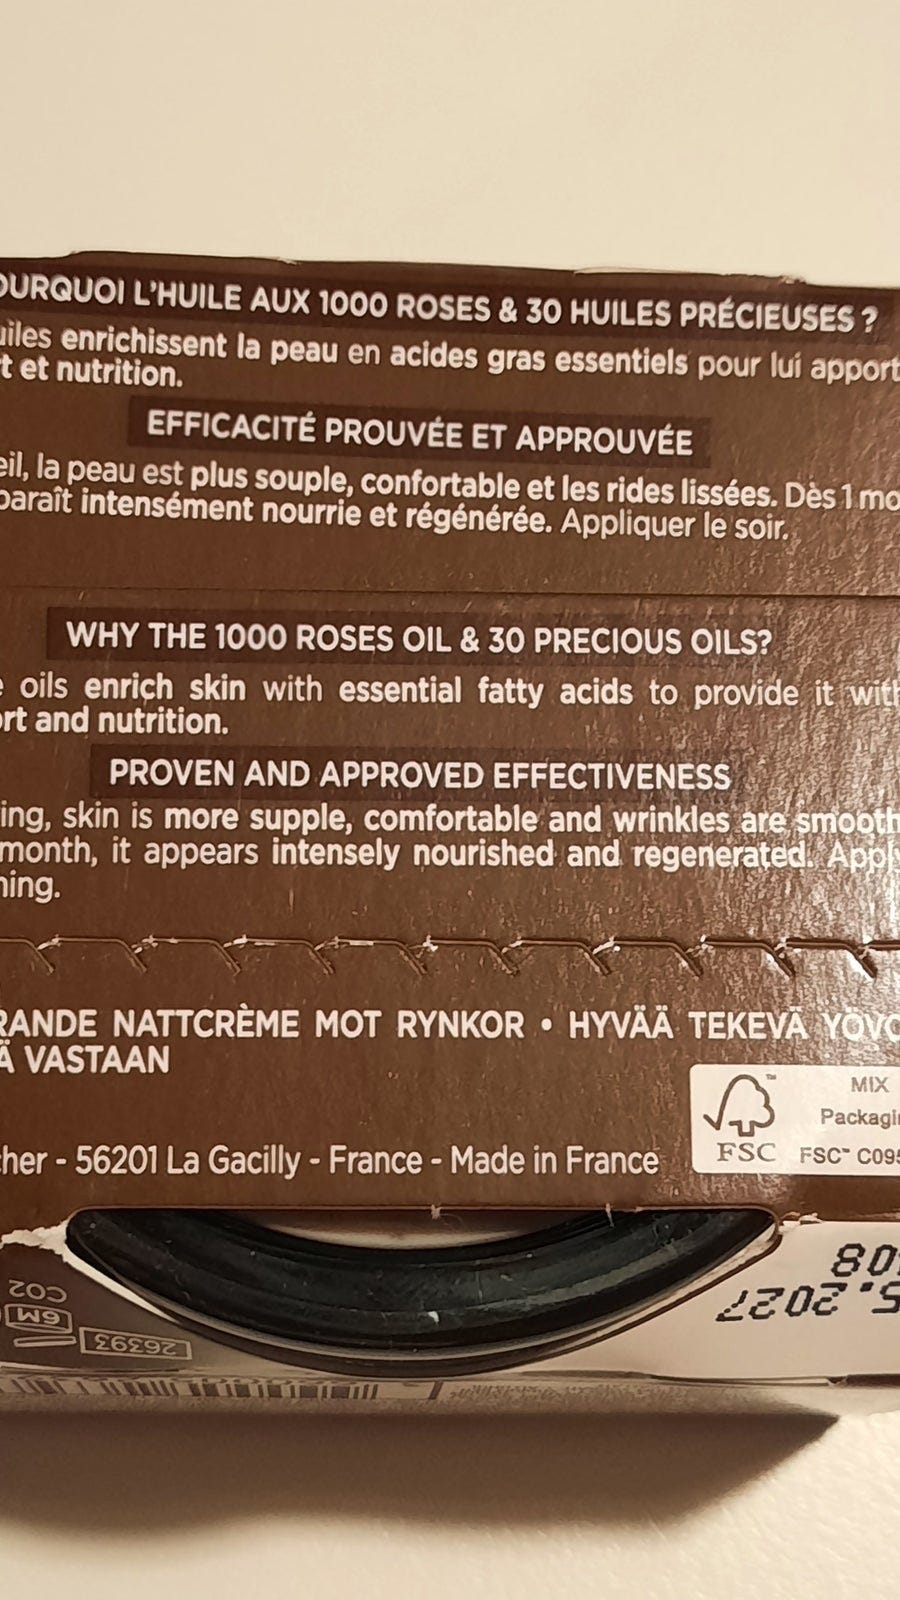 OURQUOI L'HUILE AUX 1000 ROSES & 30 HUILES PRÉCIEUSES ?
uiles enrichissent la peau en acides gras essentiels pour lui apport
t et nutrition.
EFFICACITÉ PROUVÉE ET APPROUVÉE
eil, la peau est plus souple, confortable et les rides lissées. Dès 1 mo
paraît intensément nourrie et régénérée. Appliquer le soir.
WHY THE 1000 ROSES OIL & 30 PRECIOUS OILS?
e oils enrich skin with essential fatty acids to provide it with
ort and nutrition.
PROVEN AND APPROVED EFFECTIVENESS
ing, skin is more supple, comfortable and wrinkles are smooth
month, it appears intensely nourished and regenerated. Apply
ning.
RANDE NATTCRÈME MOT RYNKOR • HYVÄÄ TEKEVÄ YÖVO
Ä VASTAAN
MIX
Packagin
FSC™ C095
FSC
cher - 56201 La Gacilly - France - Made in France
808
5.2027
CO2
6M
26393